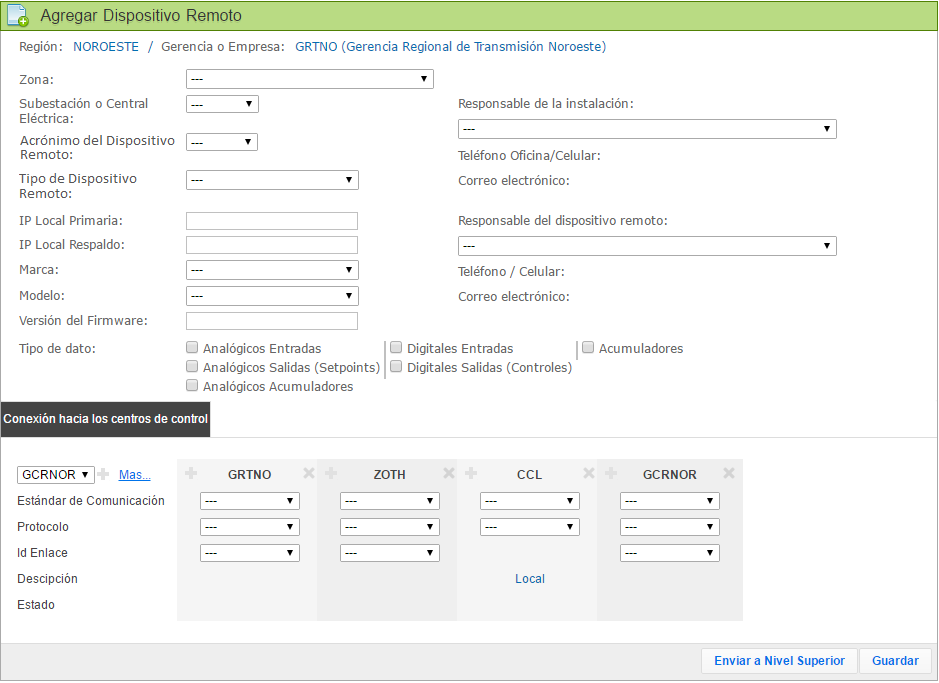 Agregar Dispositivo Remoto
Región: NOROESTE / Gerencia o Empresa: GRTNO (Gerencia Regional de Transmisión Noroeste)
Zona: ---
Subestación o Central
Eléctrica: ---
Responsable de la instalación:
---
Acrónimo del Dispositivo
Remoto: ---
Teléfono Oficina/Celular:
Tipo de Dispositivo
Remoto: ---
Correo electrónico:
IP Local Primaria:
Responsable del dispositivo remoto:
IP Local Respaldo:
---
Marca: ---
Teléfono / Celular:
Modelo: ---
Correo electrónico:
Versión del Firmware:
Tipo de dato:
Analógicos Entradas
Digitales Entradas
Acumuladores
Analógicos Salidas (Setpoints)
Digitales Salidas (Controles)
Analógicos Acumuladores
Conexión hacia los centros de control
GCRNOR Mas... GRTNO ZOTH CCL GCRNOR
Estándar de Comunicación --- --- --- ---
Protocolo --- --- --- ---
Id Enlace --- --- ---
Descipción Local
Estado
Enviar a Nivel Superior Guardar